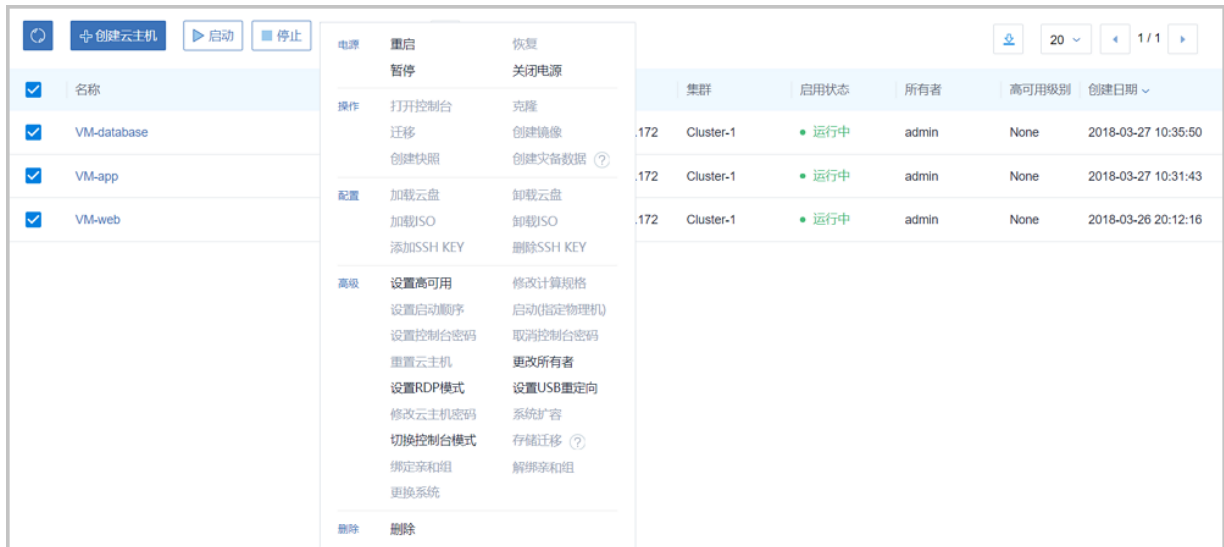 创建云主机 启动 停止 20 1 / 1
电源 重启 恢复
暂停 关闭电源
名称 集群 启用状态 所有者 高可用级别 创建日期
操作 打开控制台 克隆
VM-database 迁移 创建镜像 .172 Cluster-1 运行中 admin None 2018-03-27 10:35:50
创建快照 创建灾备数据 ?
VM-app .172 Cluster-1 运行中 admin None 2018-03-27 10:31:43
配置 加载云盘 卸载云盘
VM-web 加载ISO 卸载ISO .172 Cluster-1 运行中 admin None 2018-03-26 20:12:16
添加SSH KEY 删除SSH KEY
高级 设置高可用 修改计算规格
设置启动顺序 启动(指定物理机)
设置控制台密码 取消控制台密码
重置云主机 更改所有者
设置RDP模式 设置USB重定向
修改云主机密码 系统扩容
切换控制台模式 存储迁移 ?
绑定亲和组 解绑亲和组
更换系统
删除 删除